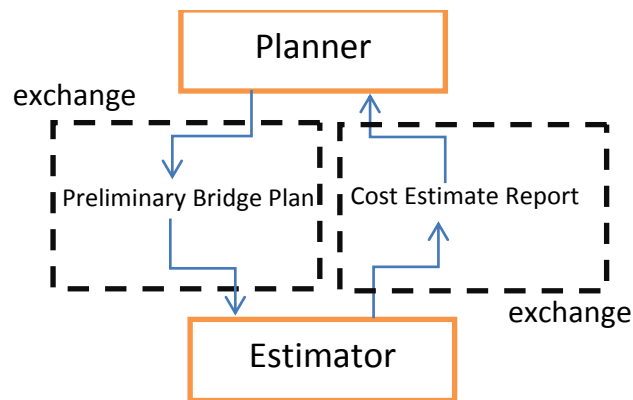 Planner
exchange
Preliminary Bridge Plan
Cost Estimate Report
exchange
Estimator